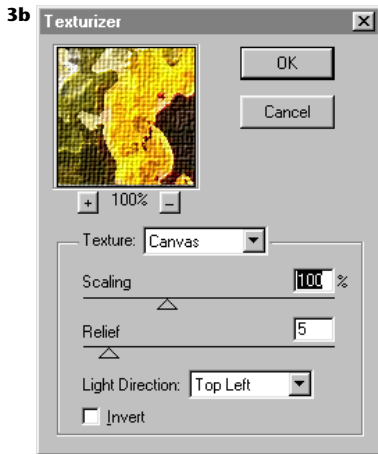 3b
Texturizer
OK
Cancel
+ 100% –
Texture: Canvas
Scaling 100 %
Relief 5
Light Direction: Top Left
Invert